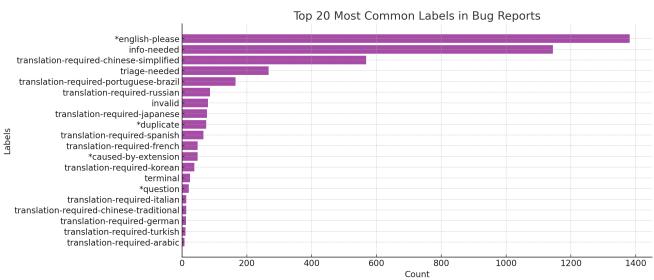 Top 20 Most Common Labels in Bug Reports
*english-please
info-needed
translation-required-chinese-simplified
triage-needed
translation-required-portuguese-brazil
translation-required-russian
invalid
translation-required-japanese
*duplicate
translation-required-spanish
translation-required-french
*caused-by-extension
translation-required-korean
terminal
*question
translation-required-italian
translation-required-chinese-traditional
translation-required-german
translation-required-turkish
translation-required-arabic
Labels
0 200 400 600 800 1000 1200 1400
Count